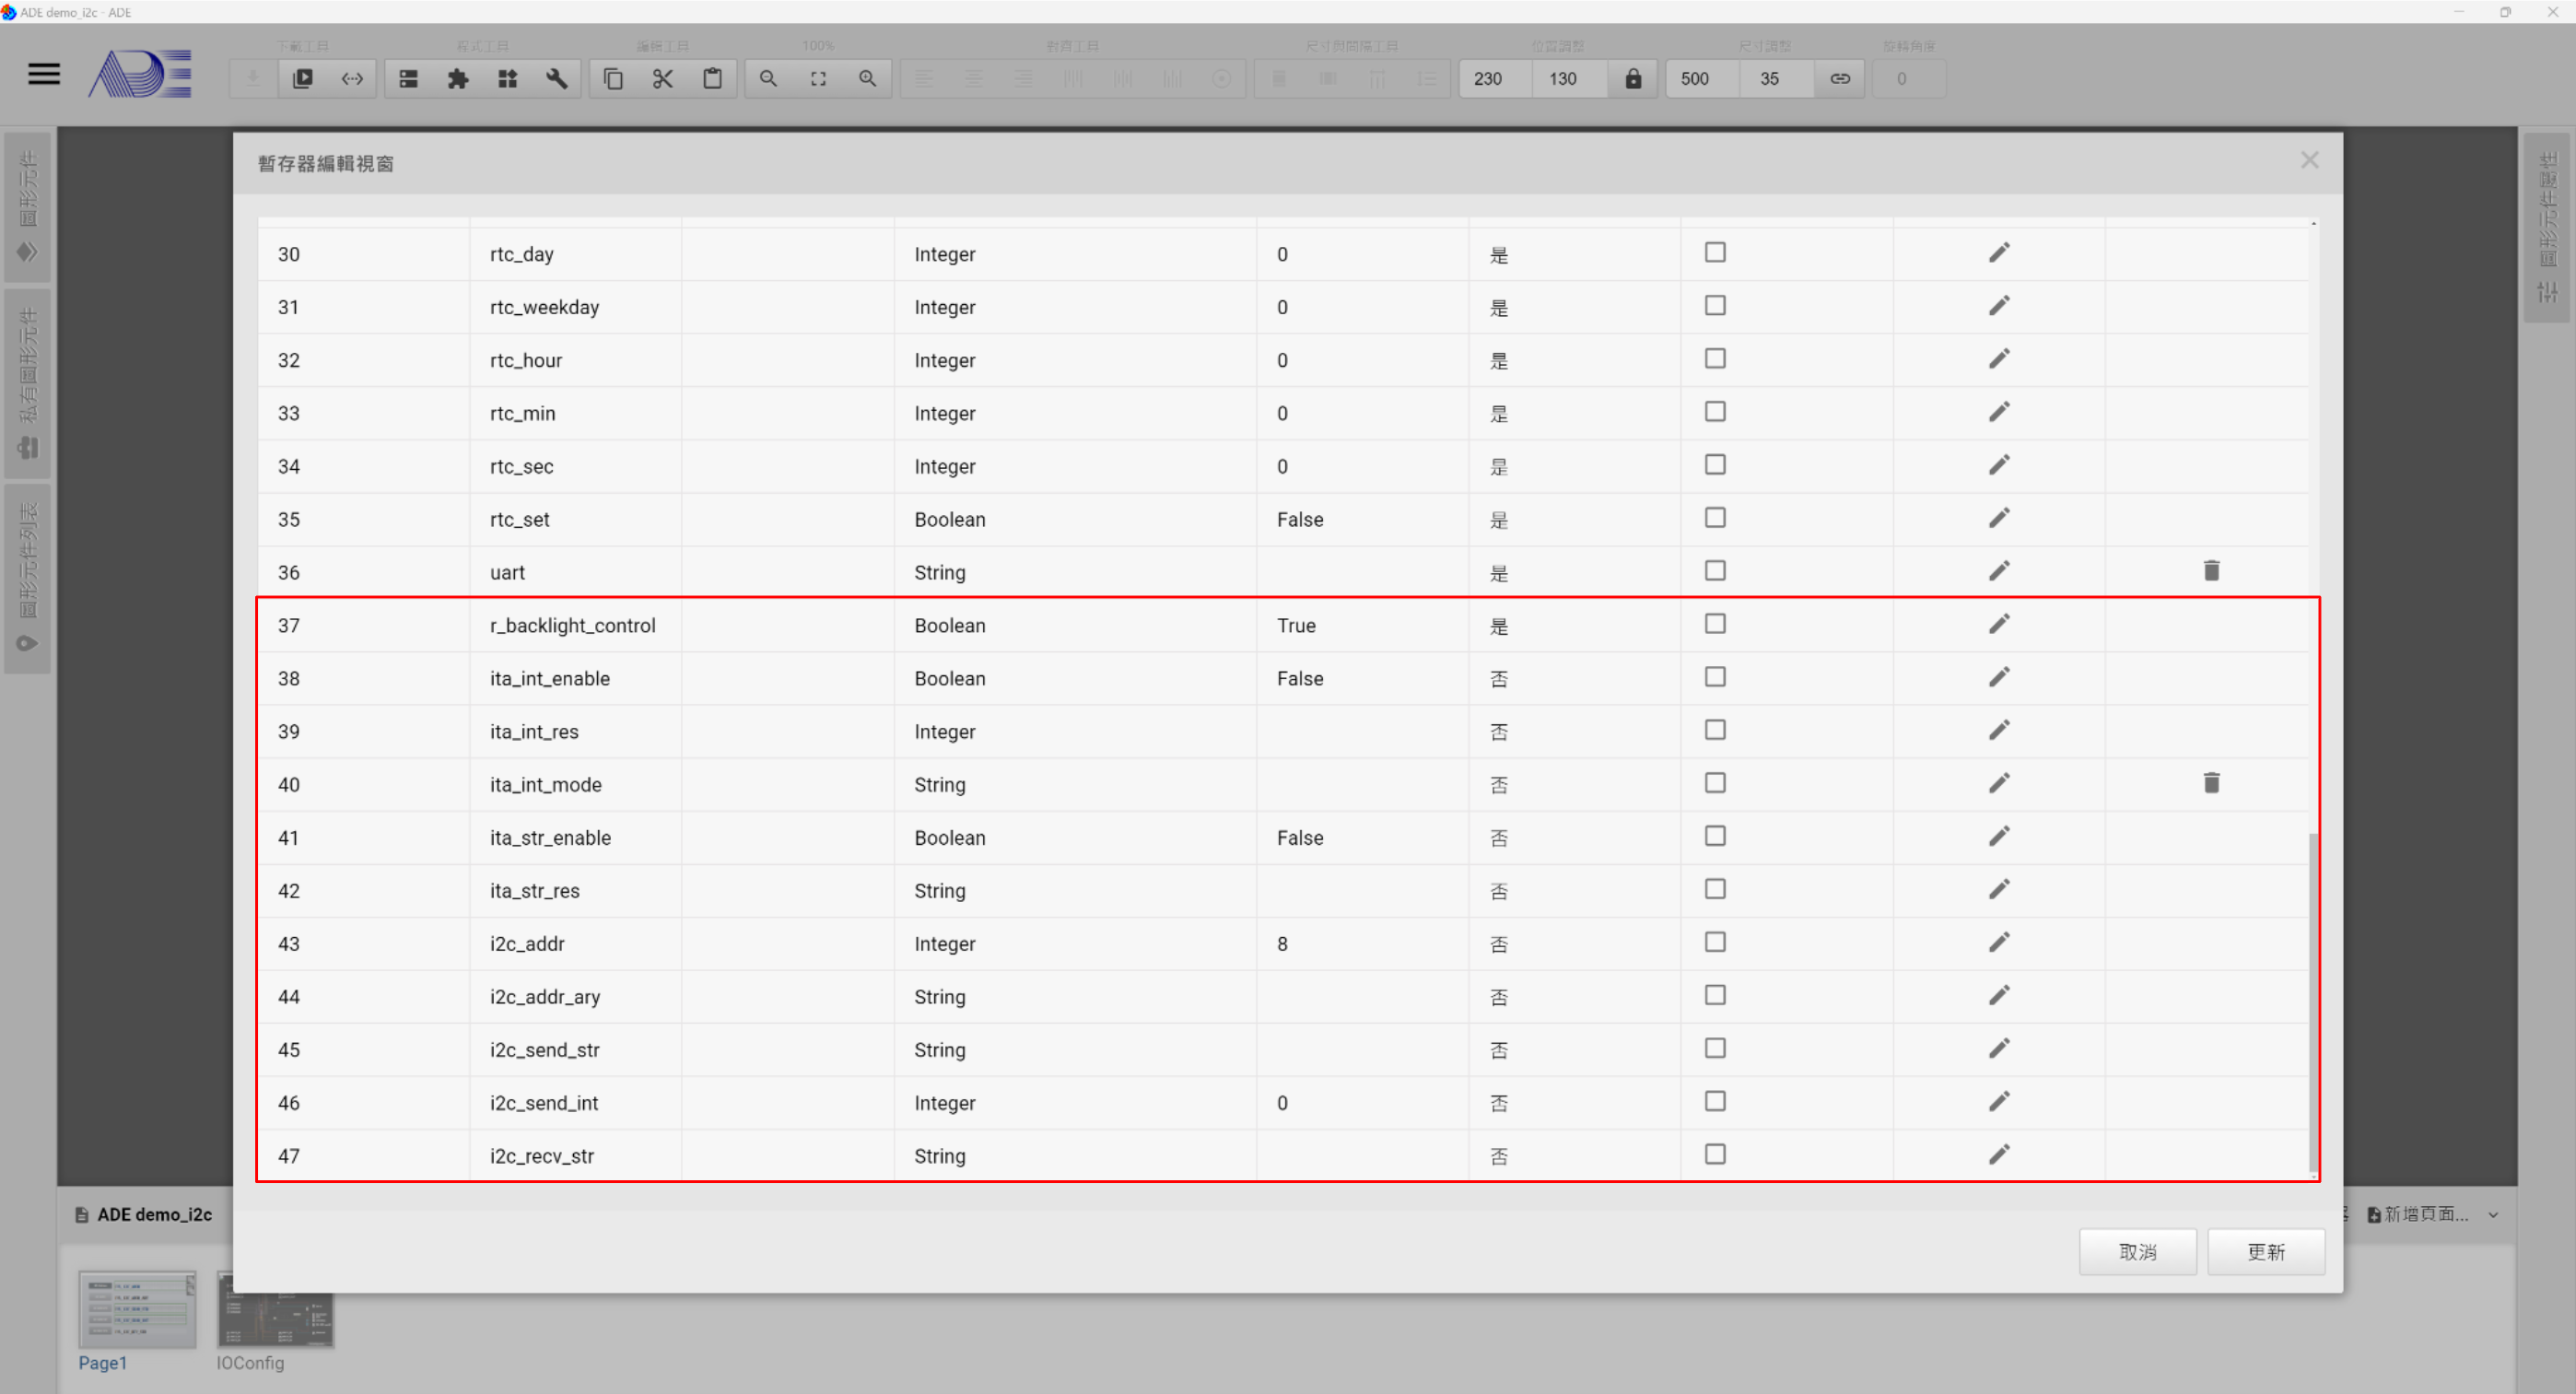 ADE demo_i2c - ADE
下載工具 程式工具 編輯工具 100% 對齊工具 尺寸與間隔工具 位置調整 尺寸調整 旋轉角度
ADE
230 130 500 35 0
圖形元件
私有圖形元件
圖形元件列表
圖形元件屬性
暫存器編輯視窗
30 rtc_day Integer 0 是
31 rtc_weekday Integer 0 是
32 rtc_hour Integer 0 是
33 rtc_min Integer 0 是
34 rtc_sec Integer 0 是
35 rtc_set Boolean False 是
36 uart String 是
37 r_backlight_control Boolean True 是
38 ita_int_enable Boolean False 否
39 ita_int_res Integer 否
40 ita_int_mode String 否
41 ita_str_enable Boolean False 否
42 ita_str_res String 否
43 i2c_addr Integer 8 否
44 i2c_addr_ary String 否
45 i2c_send_str String 否
46 i2c_send_int Integer 0 否
47 i2c_recv_str String 否
取消 更新
ADE demo_i2c 新增頁面...
Page1 IOConfig